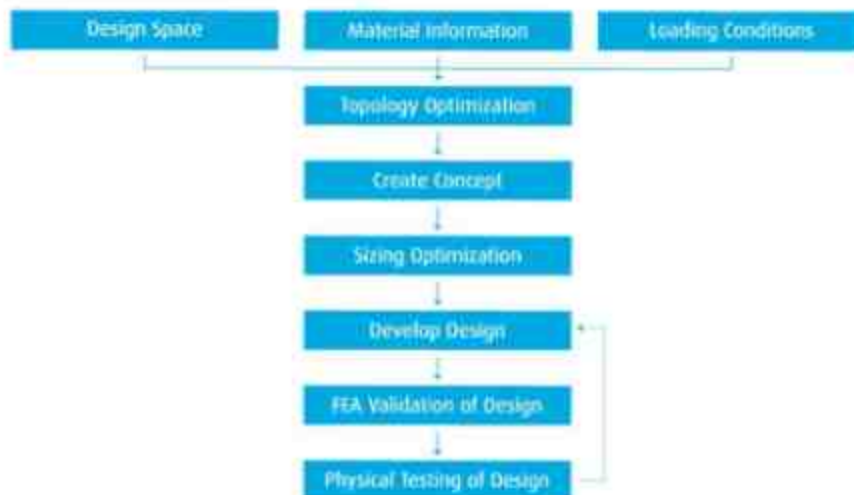 Design Space
Material Information
Loading Conditions
Topology Optimization
Create Concept
Sizing Optimization
Develop Design
FEA Validation of Design
Physical Testing of Design